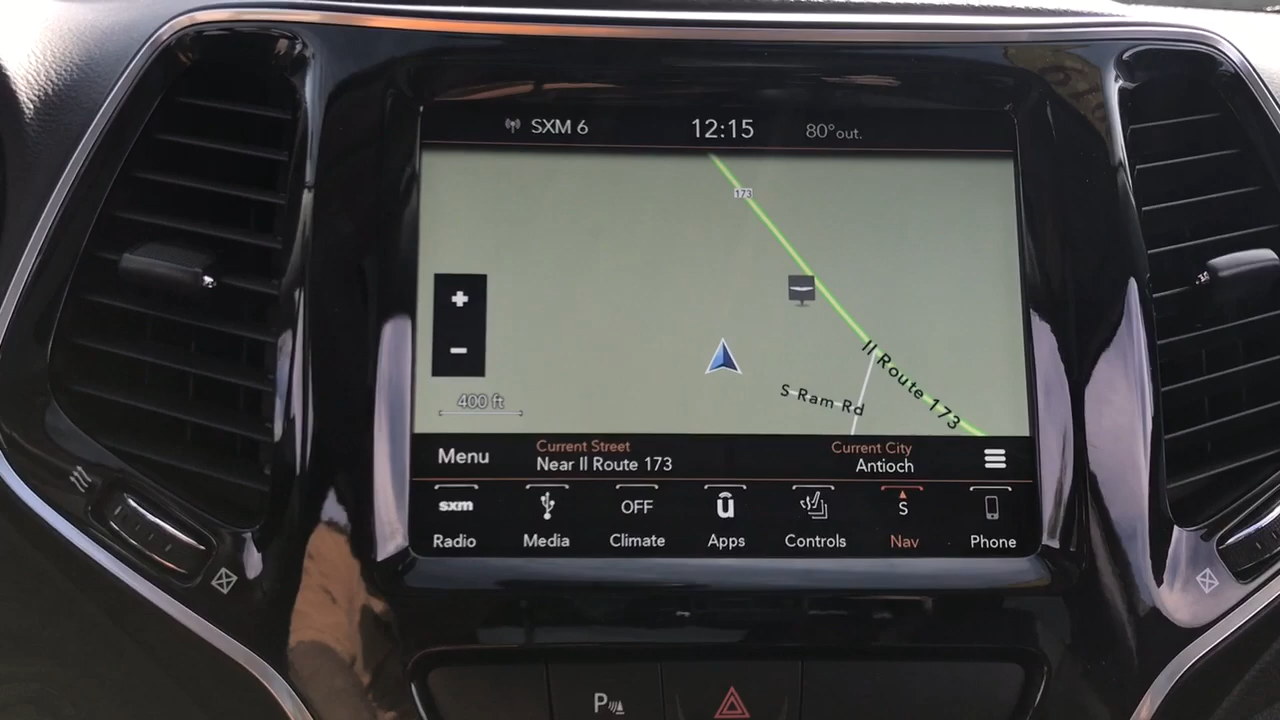 SXM 6 12:15 80° out.
173
+
−
400 ft
Il Route 173
S Ram Rd
Menu
Current Street
Near Il Route 173
Current City
Antioch
sxm OFF ū S
Radio Media Climate Apps Controls Nav Phone
P